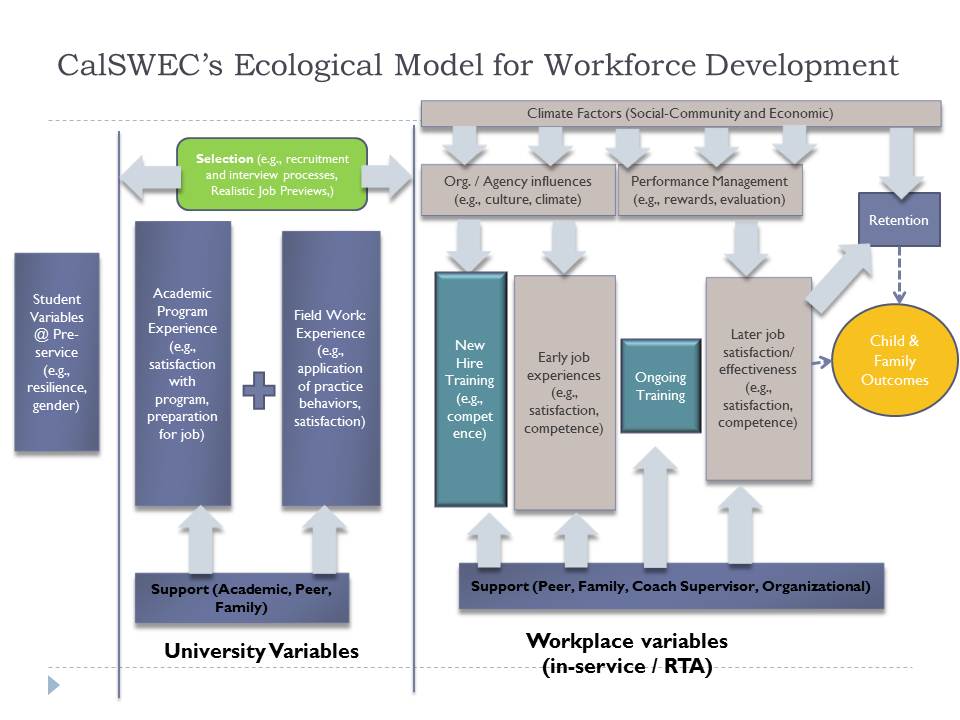 CalSWEC's Ecological Model for Workforce Development
Climate Factors (Social-Community and Economic)
Selection (e.g., recruitment
and interview processes,
Realistic Job Previews,)
Org. / Agency influences
(e.g., culture, climate)
Performance Management
(e.g., rewards, evaluation)
Retention
Student
Variables
@ Pre-
service
(e.g.,
resilience,
gender)
Academic
Program
Experience
(e.g.,
satisfaction
with
program,
preparation
for job)
Field Work:
Experience
(e.g.,
application
of practice
behaviors,
satisfaction)
New
Hire
Training
(e.g.,
compet
ence)
Early job
experiences
(e.g.,
satisfaction,
competence)
Ongoing
Training
Later job
satisfaction/
effectiveness
(e.g.,
satisfaction,
competence)
Child &
Family
Outcomes
Support (Academic, Peer,
Family)
Support (Peer, Family, Coach Supervisor, Organizational)
University Variables
Workplace variables
(in-service / RTA)